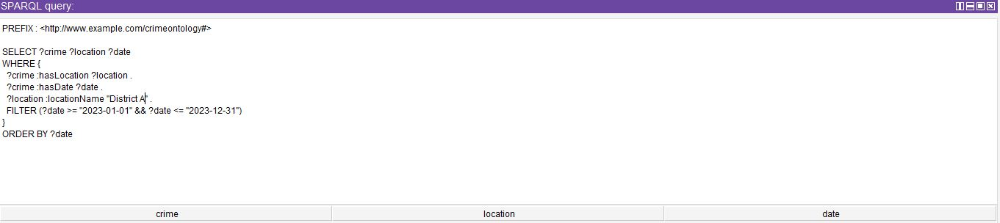 SPARQL query:
PREFIX : <http://www.example.com/crimeontology#>
SELECT ?crime ?location ?date
WHERE {
?crime :hasLocation ?location .
?crime :hasDate ?date .
?location :locationName "District A" .
FILTER (?date >= "2023-01-01" && ?date <= "2023-12-31")
}
ORDER BY ?date
crime location date